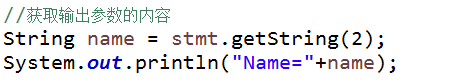 //获取输出参数的内容
String name = stmt.getString(2);
System.out.println("Name="+name);